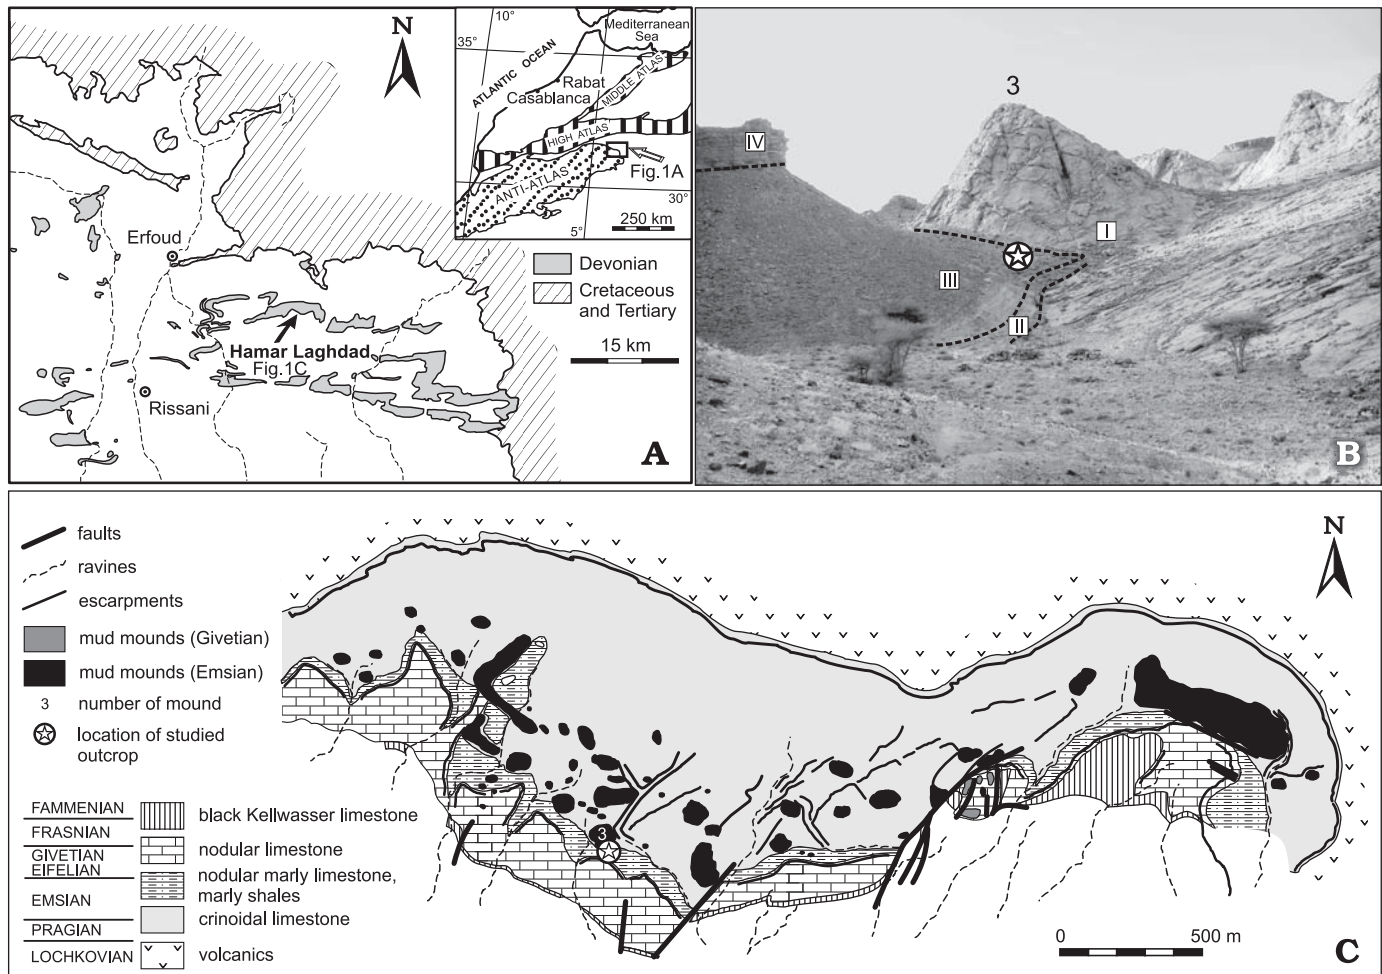 N
10°
35°
Mediterranean
Sea
ATLANTIC OCEAN
Rabat
Casablanca
MIDDLE ATLAS
HIGH ATLAS
ANTI-ATLAS
Fig.1A
30°
5°
250 km
Erfoud
Devonian
Cretaceous
and Tertiary
15 km
Hamar Laghdad
Fig.1C
Rissani
A
3
IV
I
III
II
B
faults
ravines
escarpments
mud mounds (Givetian)
mud mounds (Emsian)
3 number of mound
location of studied
outcrop
FAMMENIAN
FRASNIAN
GIVETIAN
EIFELIAN
EMSIAN
PRAGIAN
LOCHKOVIAN
black Kellwasser limestone
nodular limestone
nodular marly limestone,
marly shales
crinoidal limestone
volcanics
N
3
0 500 m
C